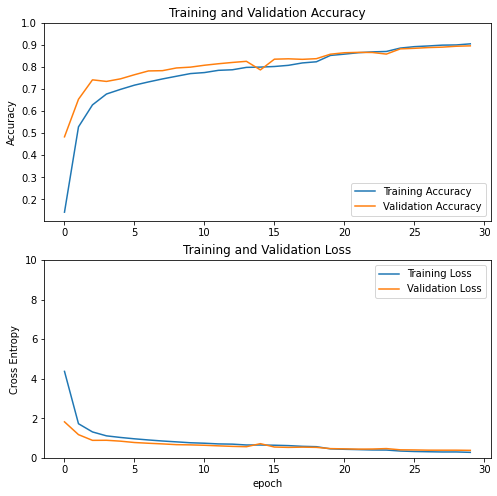 Training and Validation Accuracy
1.0
0.9
0.8
0.7
0.6
0.5
0.4
0.3
0.2
Accuracy
Training Accuracy
Validation Accuracy
0 5 10 15 20 25 30
Training and Validation Loss
10
8
6
4
2
0
Cross Entropy
Training Loss
Validation Loss
0 5 10 15 20 25 30
epoch